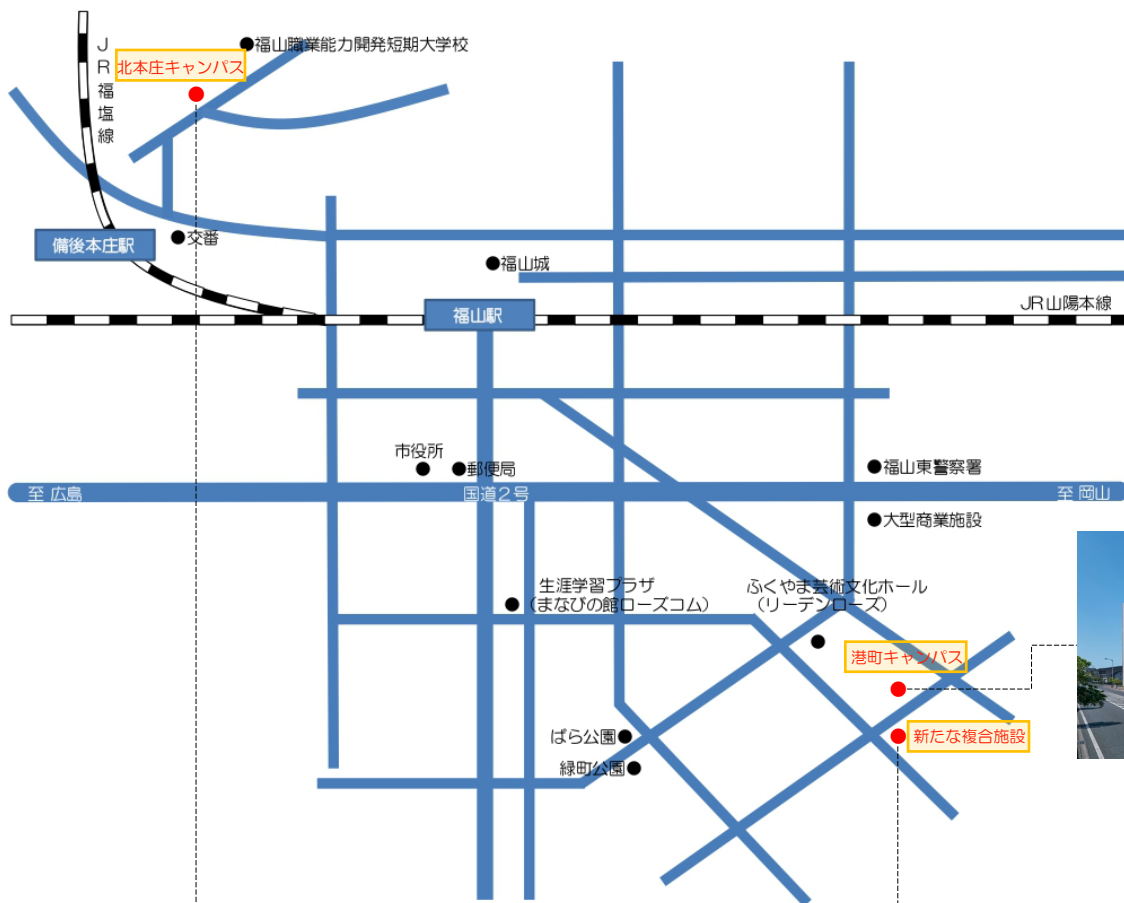 JR福塩線
福山職業能力開発短期大学校
北本庄キャンパス
備後本庄駅
交番
福山城
JR山陽本線
福山駅
市役所
郵便局
福山東警察署
至 広島
国道2号
至 岡山
大型商業施設
生涯学習プラザ
(まなびの館ローズコム)
ふくやま芸術文化ホール
(リーデンローズ)
港町キャンパス
新たな複合施設
ばら公園
緑町公園